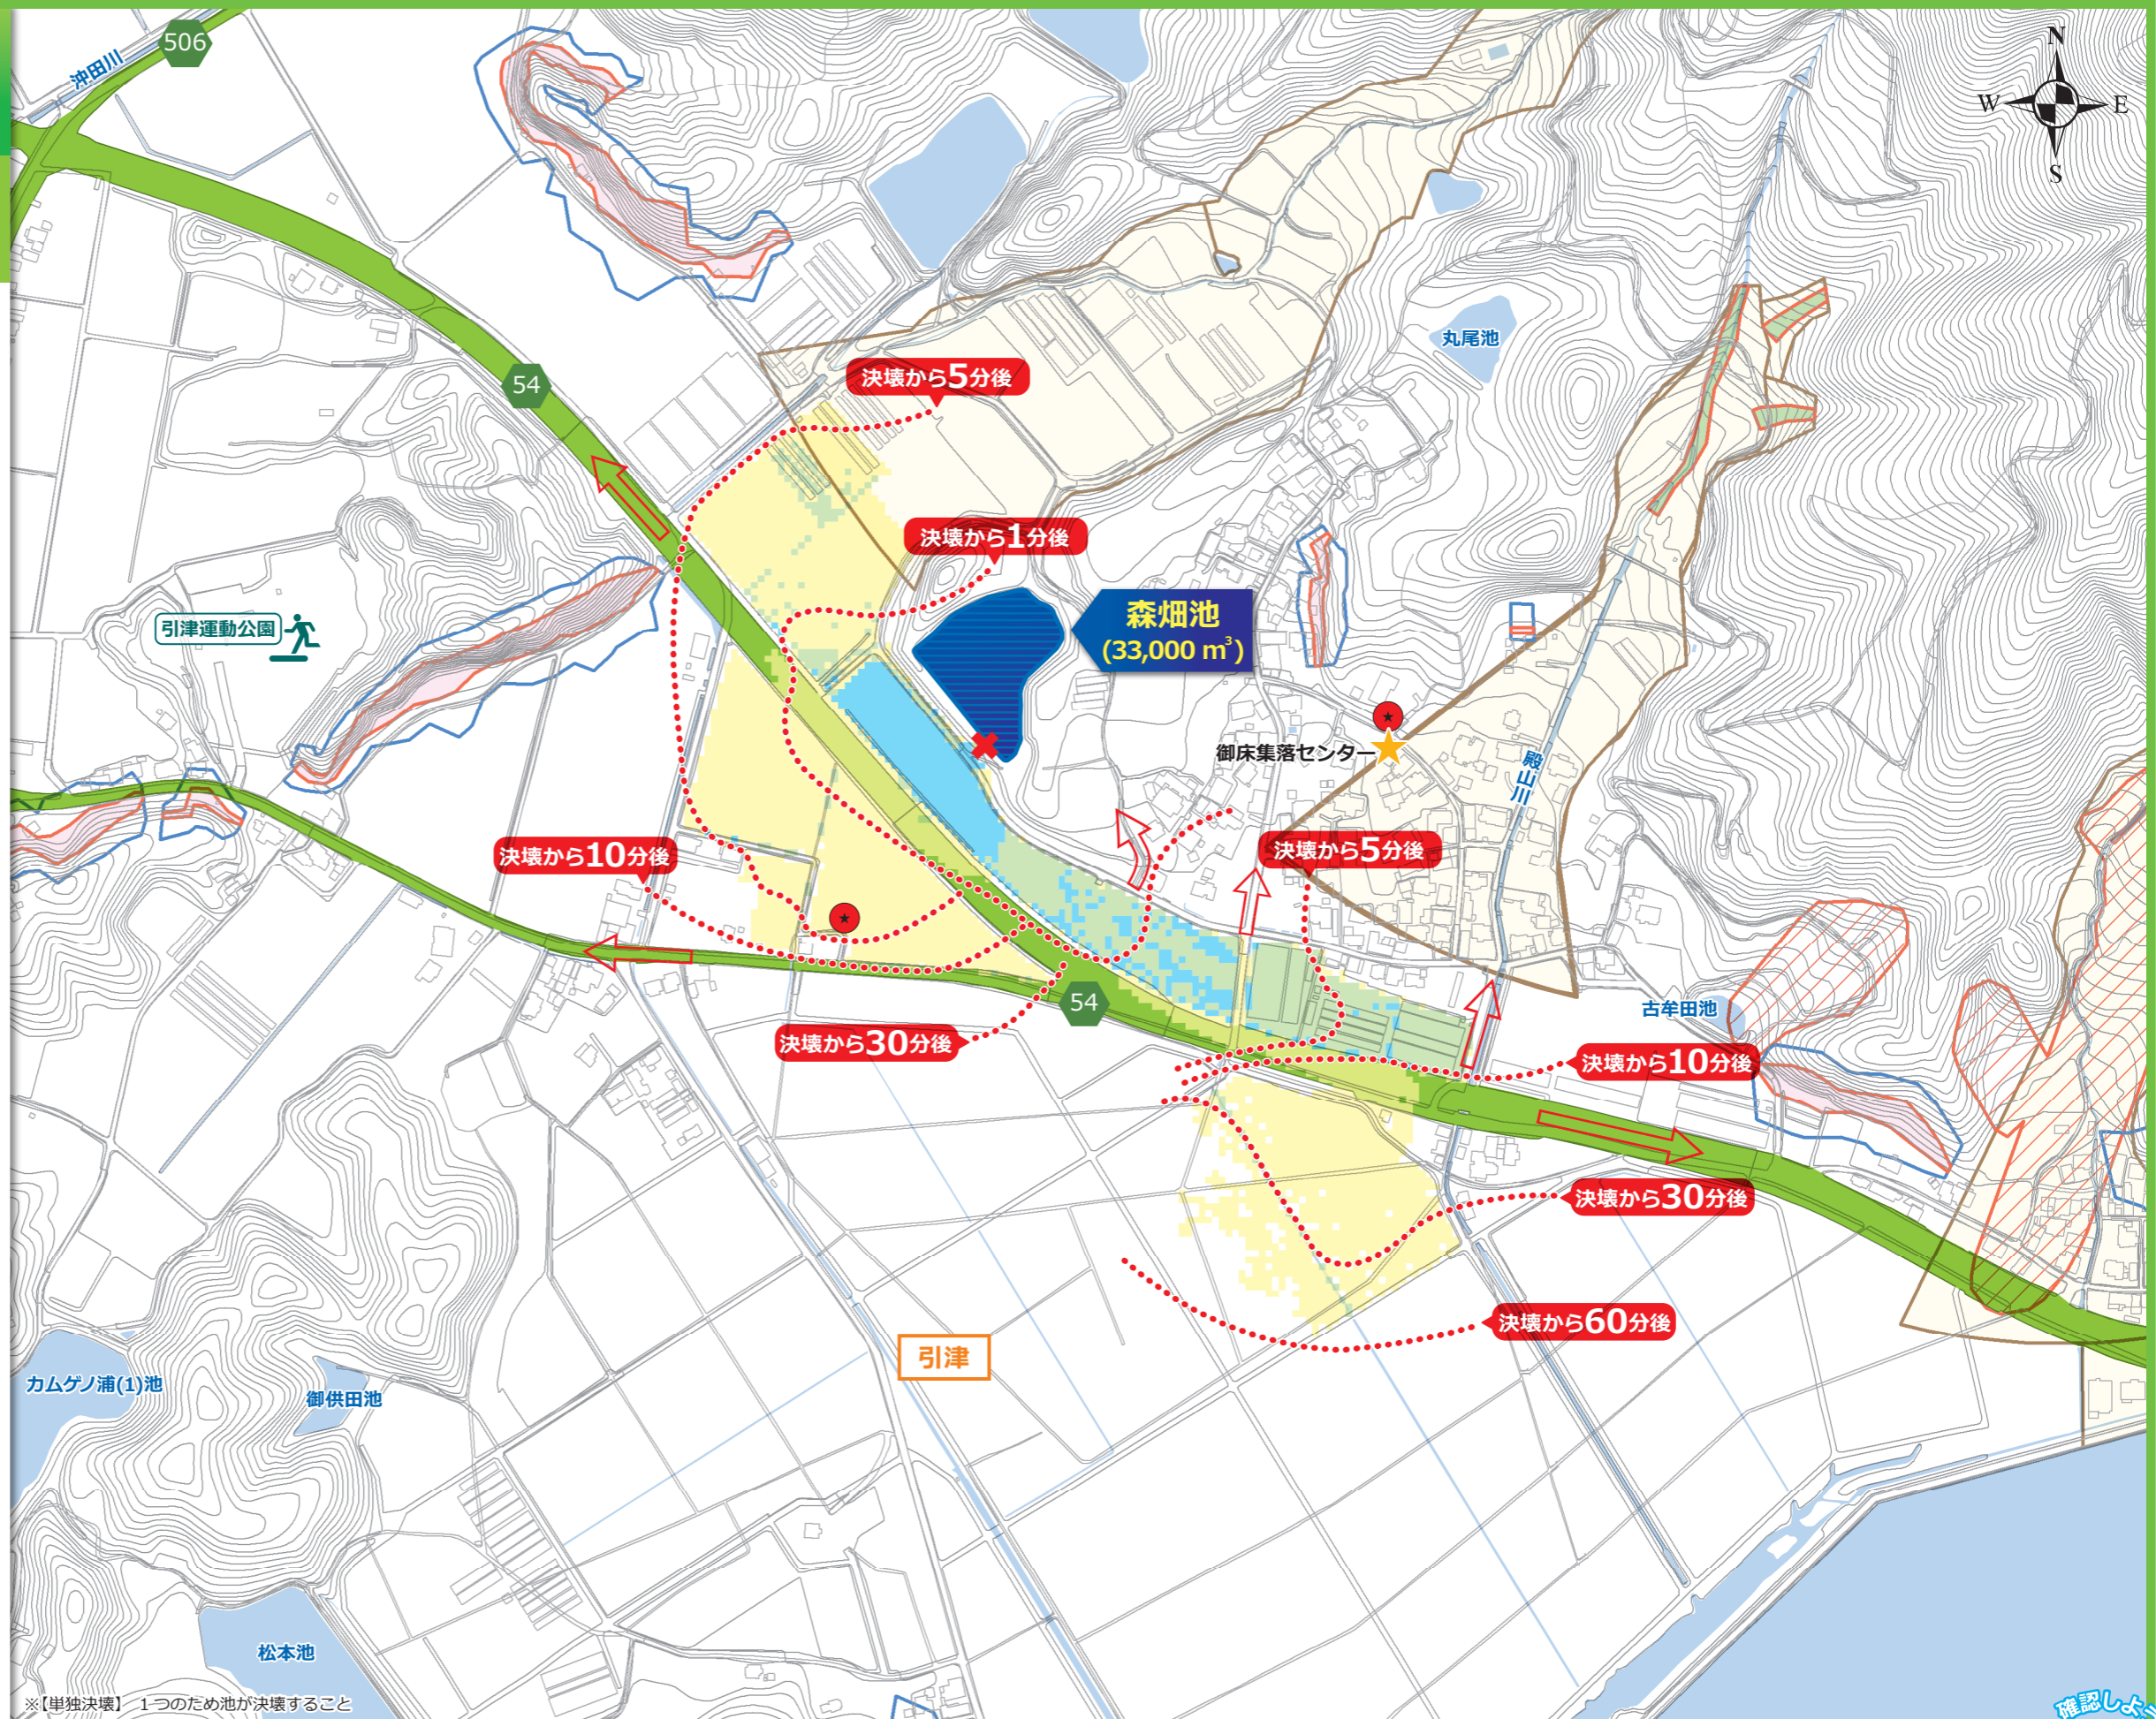 506
沖田川
N
W
E
S
丸尾池
決壊から5分後
54
決壊から1分後
森畑池
(33,000 m³)
引津運動公園
御床集落センター
殿山川
決壊から10分後
決壊から5分後
54
古牟田池
決壊から30分後
決壊から10分後
決壊から30分後
決壊から60分後
引津
カムゲノ浦(1)池
御供田池
松本池
※【単独決壊】 1つのため池が決壊すること
確認しよう